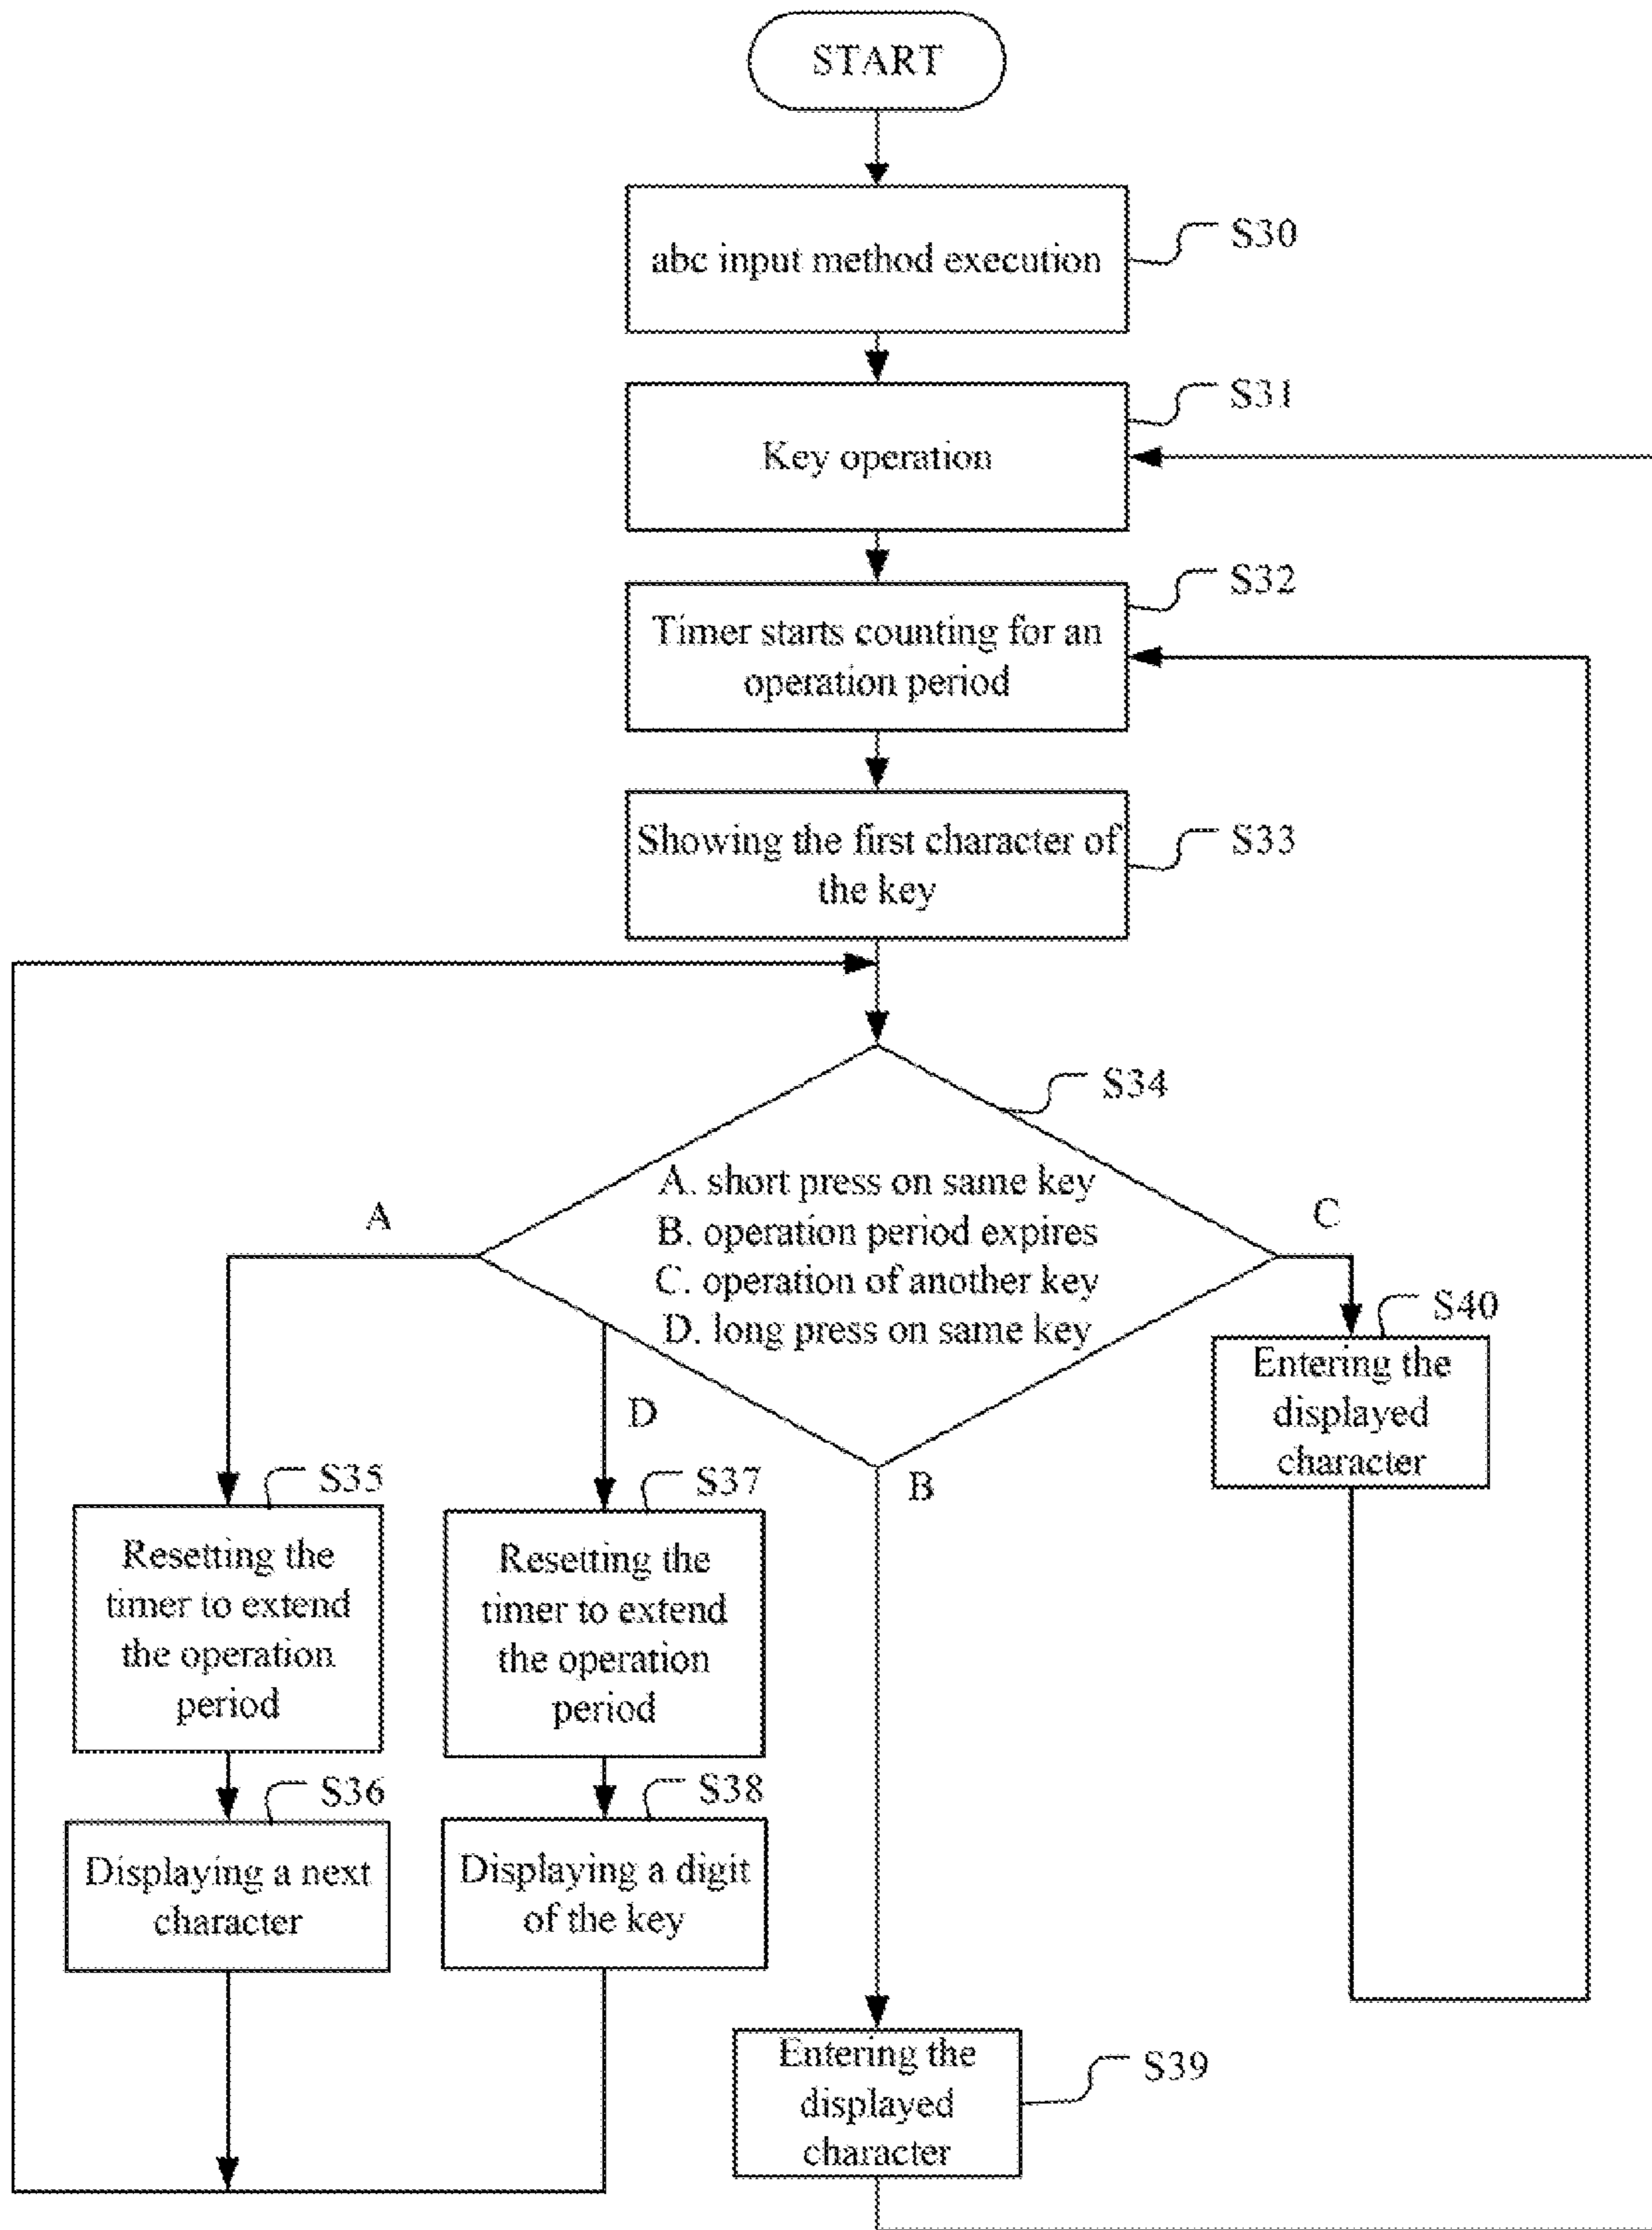 START
abc input method execution
S30
Key operation
S31
Timer starts counting for an
operation period
S32
Showing the first character of
the key
S33
S34
A. short press on same key
B. operation period expires
C. operation of another key
D. long press on same key
A
C
D
B
S40
Entering the
displayed
character
S35
Resetting the
timer to extend
the operation
period
S37
Resetting the
timer to extend
the operation
period
S36
Displaying a next
character
S38
Displaying a digit
of the key
S39
Entering the
displayed
character